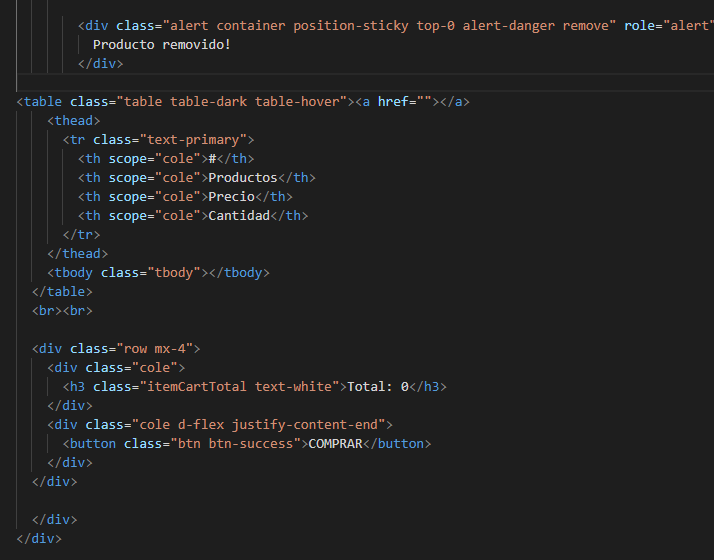 <div class="alert container position-sticky top-0 alert-danger remove" role="alert"
Producto removido!
</div>
<table class="table table-dark table-hover"><a href=""></a>
<thead>
<tr class="text-primary">
<th scope="cole">#</th>
<th scope="cole">Productos</th>
<th scope="cole">Precio</th>
<th scope="cole">Cantidad</th>
</tr>
</thead>
<tbody class="tbody"></tbody>
</table>
<br><br>
<div class="row mx-4">
<div class="cole">
<h3 class="itemCartTotal text-white">Total: 0</h3>
</div>
<div class="cole d-flex justify-content-end">
<button class="btn btn-success">COMPRAR</button>
</div>
</div>
</div>
</div>